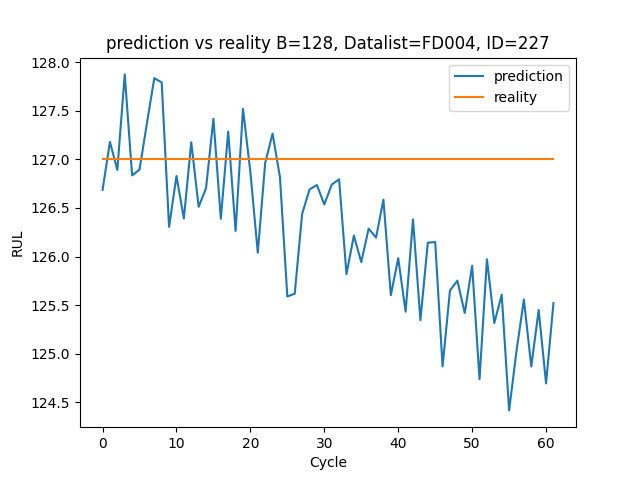 prediction vs reality B=128, Datalist=FD004, ID=227
prediction
reality
128.0
127.5
127.0
126.5
126.0
125.5
125.0
124.5
RUL
0 10 20 30 40 50 60
Cycle